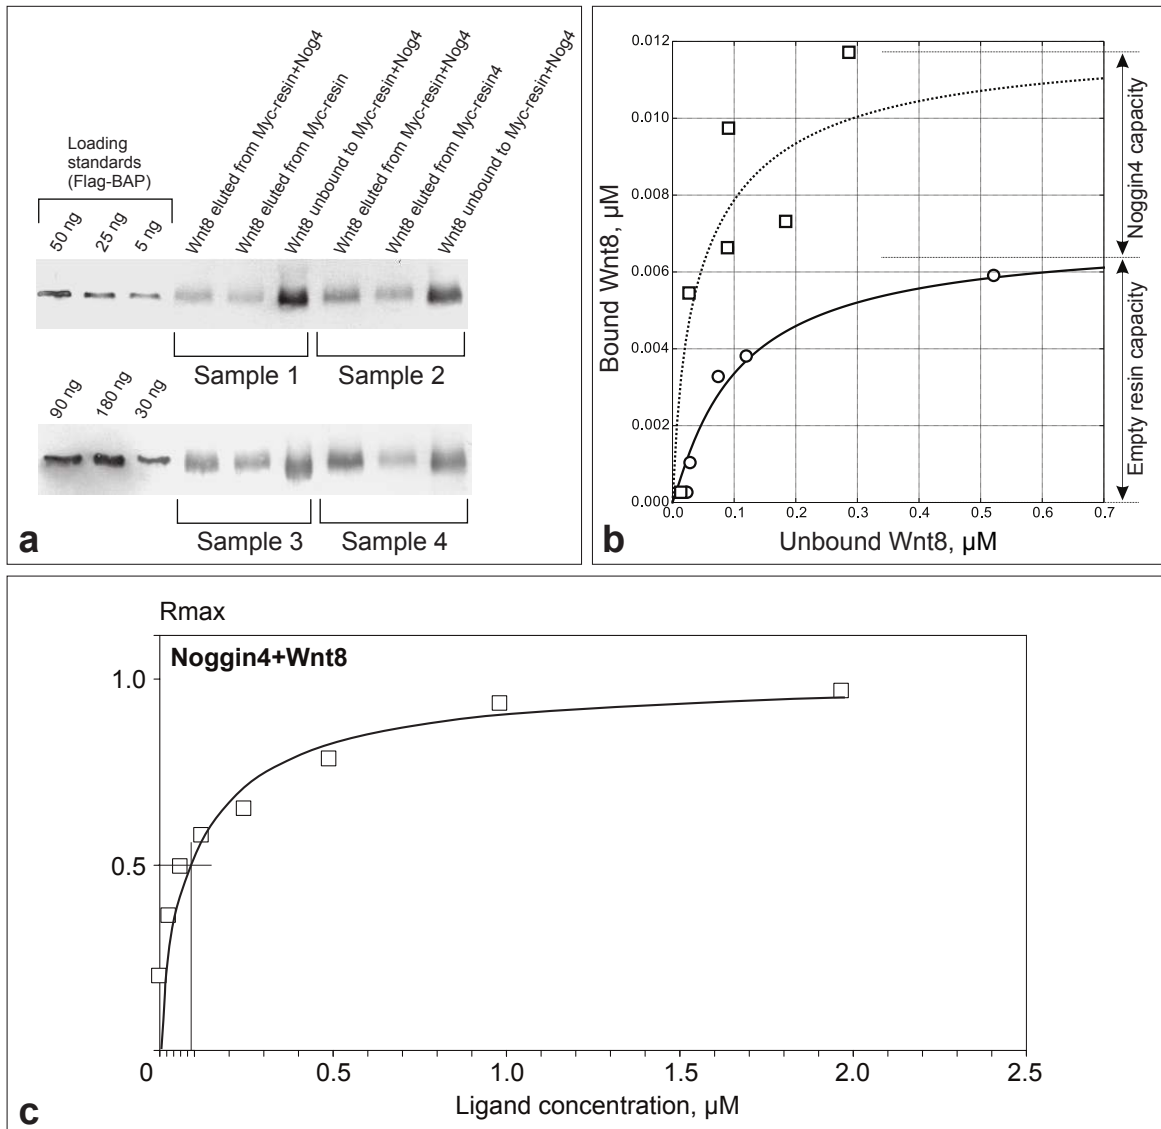 Loading
standards
(Flag-BAP)
50 ng
25 ng
5 ng
Wnt8 eluted from Myc-resin+Nog4
Wnt8 eluted from Myc-resin
Wnt8 unbound to Myc-resin+Nog4
Wnt8 eluted from Myc-resin+Nog4
Wnt8 eluted from Myc-resin4
Wnt8 unbound to Myc-resin+Nog4
Sample 1
Sample 2
90 ng
180 ng
30 ng
Sample 3
Sample 4
a
0.012
0.010
0.008
0.006
0.004
0.002
0.000
Bound Wnt8, µM
0.0
0.1
0.2
0.3
0.4
0.5
0.6
0.7
Unbound Wnt8, µM
Noggin4 capacity
Empty resin capacity
b
Rmax
Noggin4+Wnt8
1.0
0.5
0
0.5
1.0
1.5
2.0
2.5
Ligand concentration, µM
c